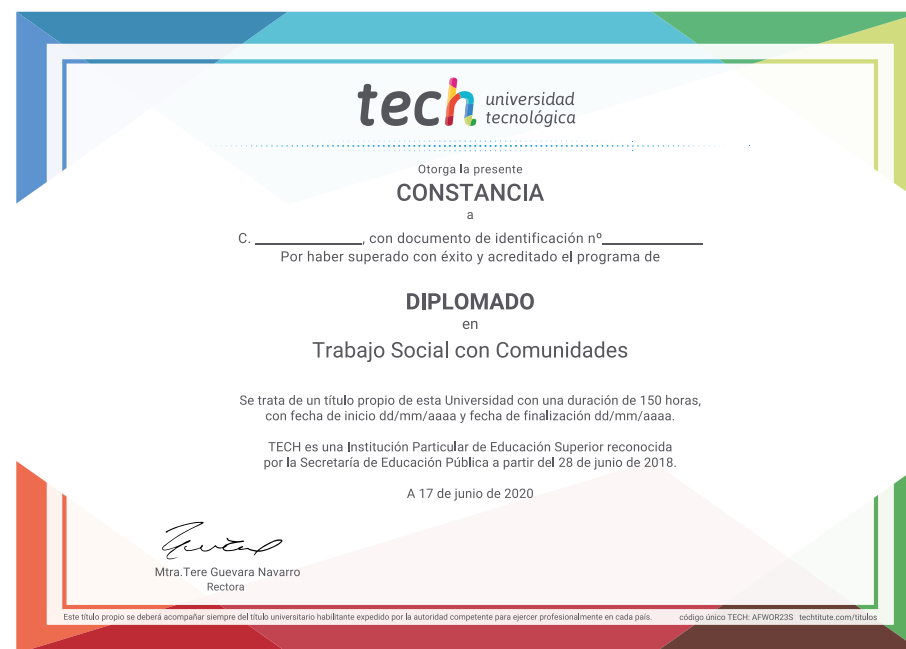 tech universidad
tecnológica
Otorga la presente
CONSTANCIA
a
C. ____________, con documento de identificación nº____________
Por haber superado con éxito y acreditado el programa de
DIPLOMADO
en
Trabajo Social con Comunidades
Se trata de un título propio de esta Universidad con una duración de 150 horas,
con fecha de inicio dd/mm/aaaa y fecha de finalización dd/mm/aaaa.
TECH es una Institución Particular de Educación Superior reconocida
por la Secretaría de Educación Pública a partir del 28 de junio de 2018.
A 17 de junio de 2020
Mtra.Tere Guevara Navarro
Rectora
Este título propio se deberá acompañar siempre del título universitario habilitante expedido por la autoridad competente para ejercer profesionalmente en cada país. código único TECH: AFWOR23S techtitute.com/titulos